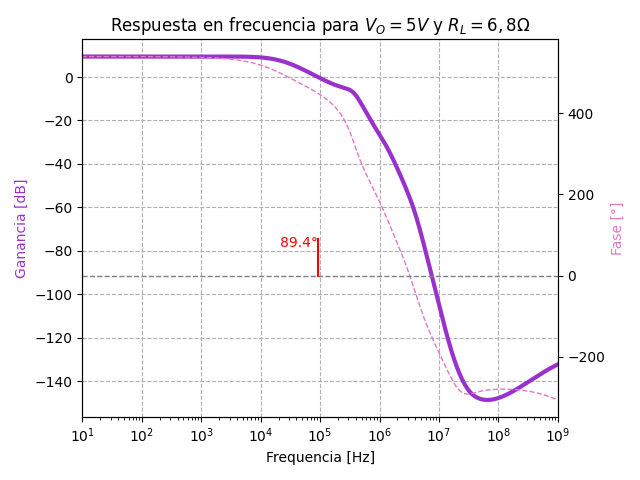 Respuesta en frecuencia para $V_O = 5V$ y $R_L = 6,8Ω$
Ganancia [dB]
0
−20
−40
−60
−80
−100
−120
−140
89.4°
400
200
0
−200
Fase [°]
10^1 10^2 10^3 10^4 10^5 10^6 10^7 10^8 10^9
Frecuencia [Hz]